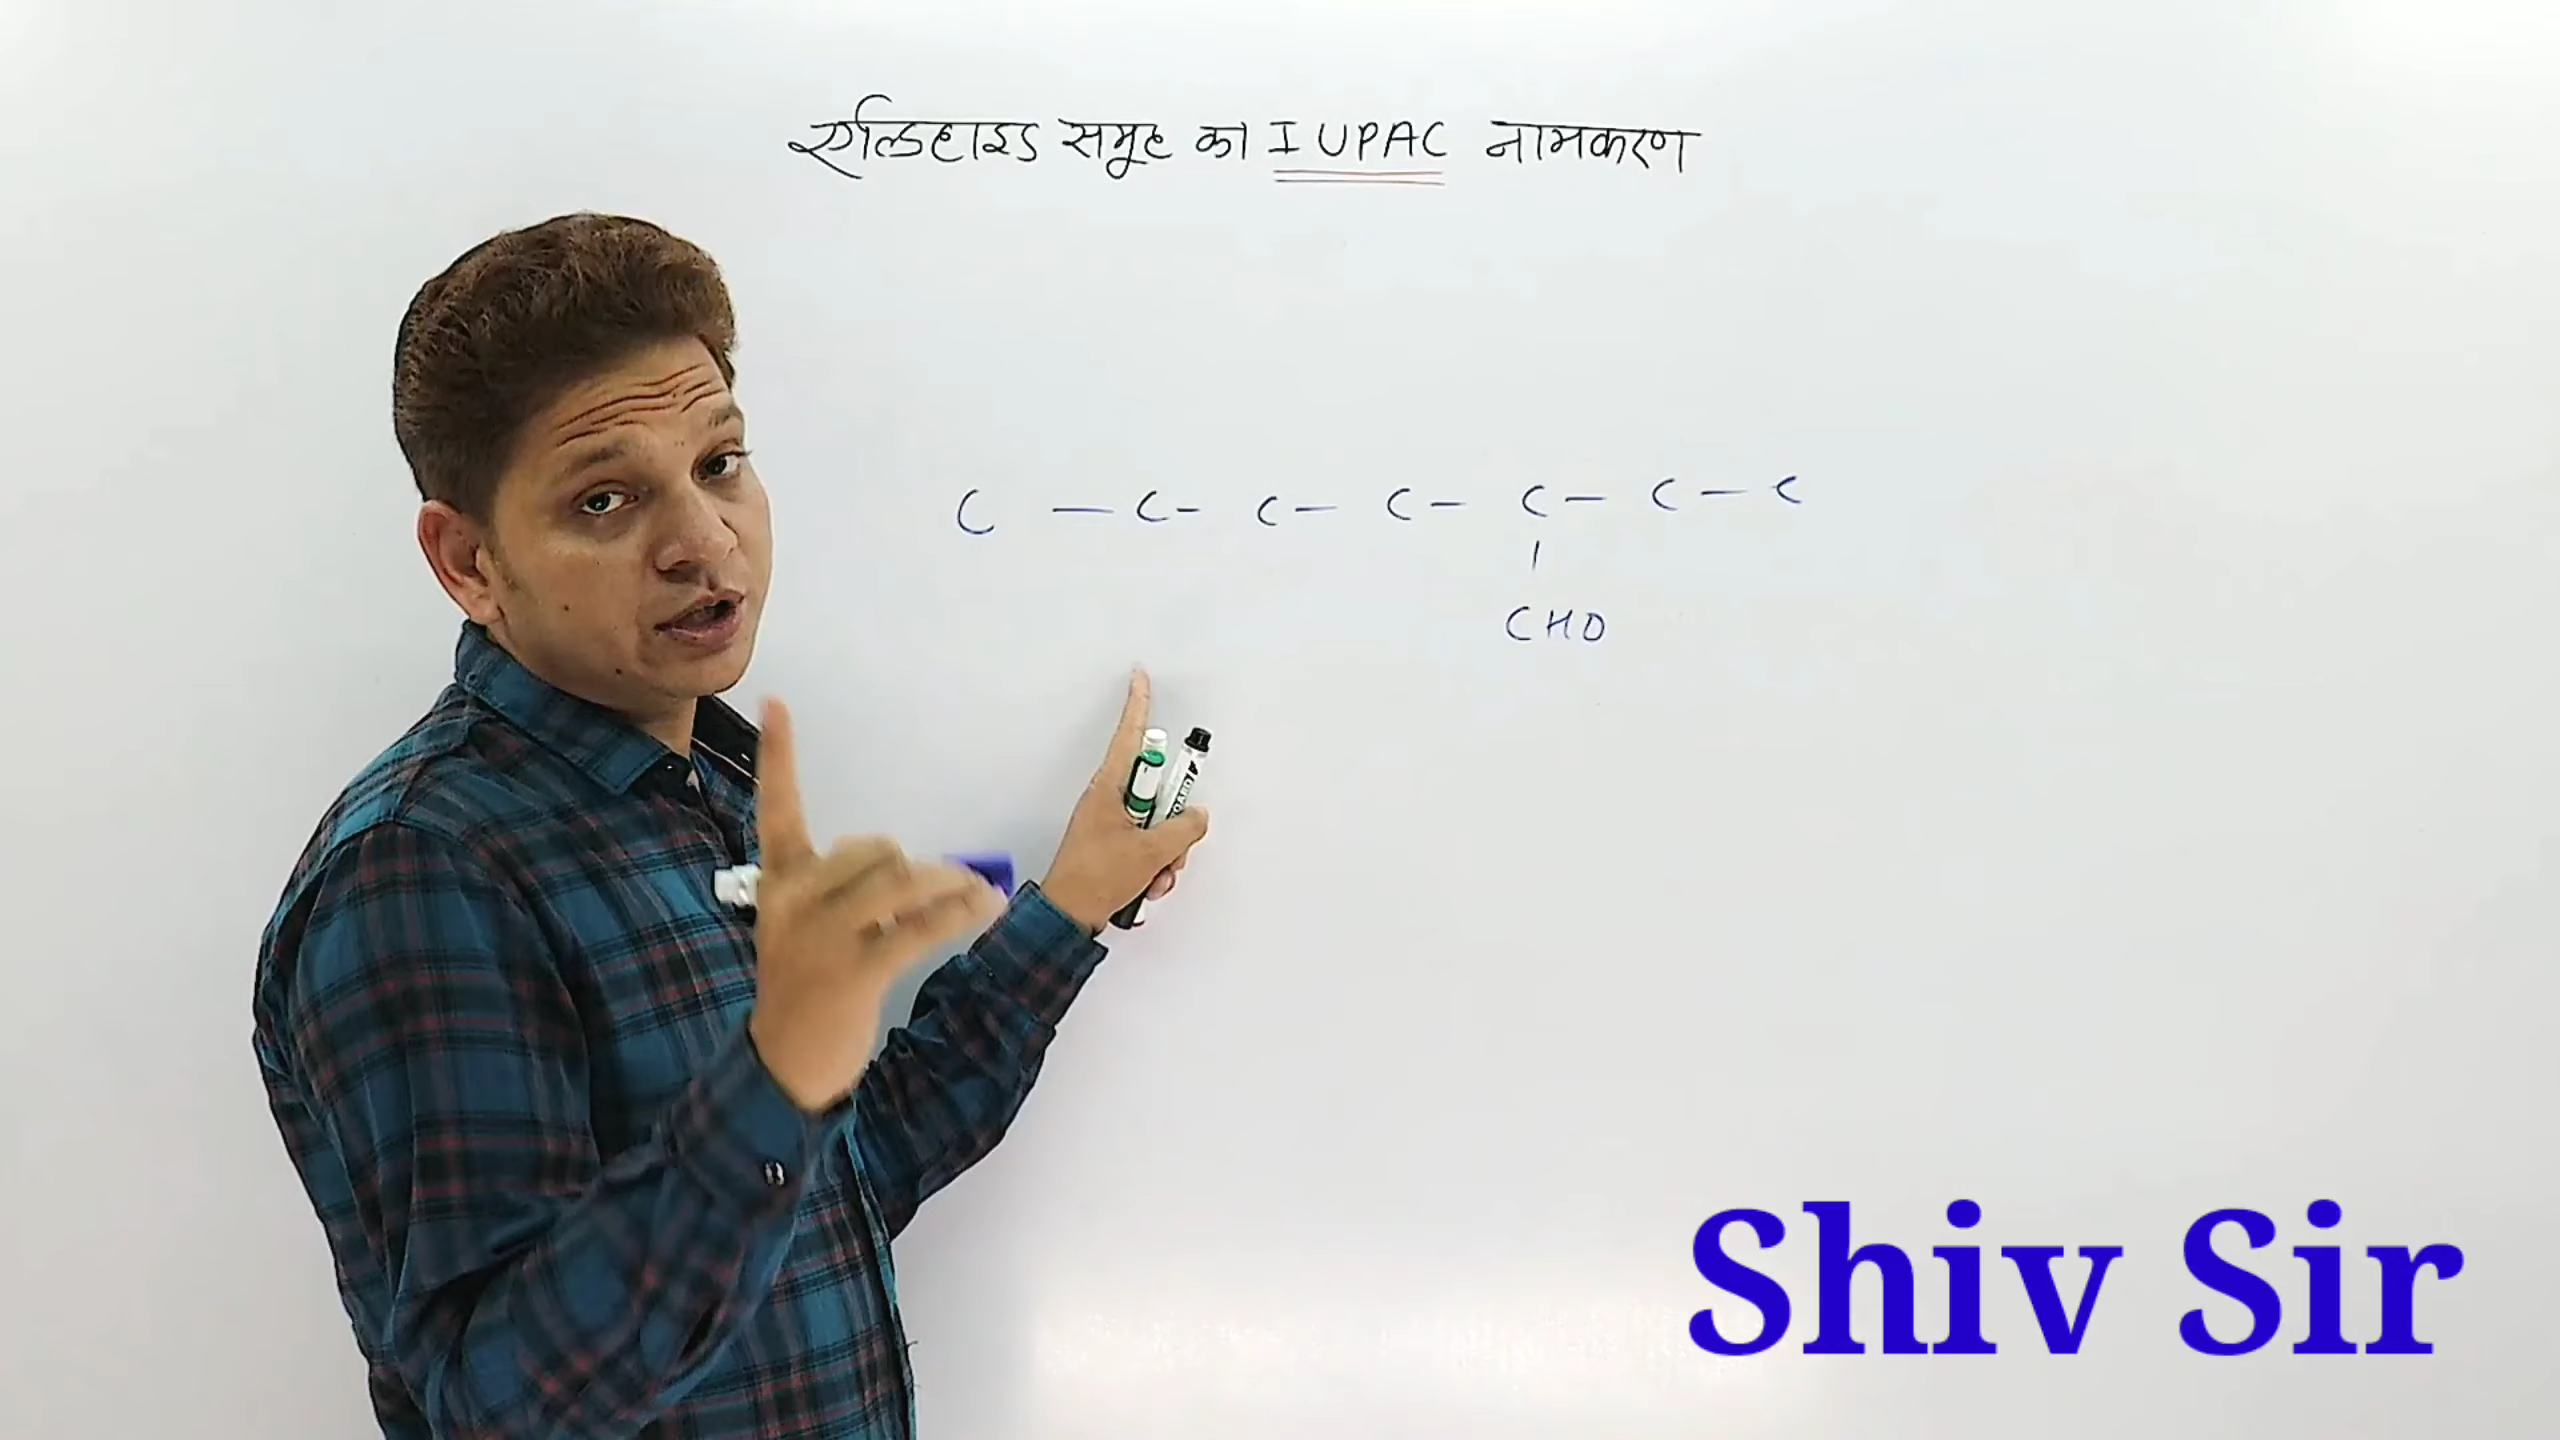 एल्डिहाइड समूह का IUPAC नामकरण
C — C - C - C - C - C - C
|
CHO
Shiv Sir